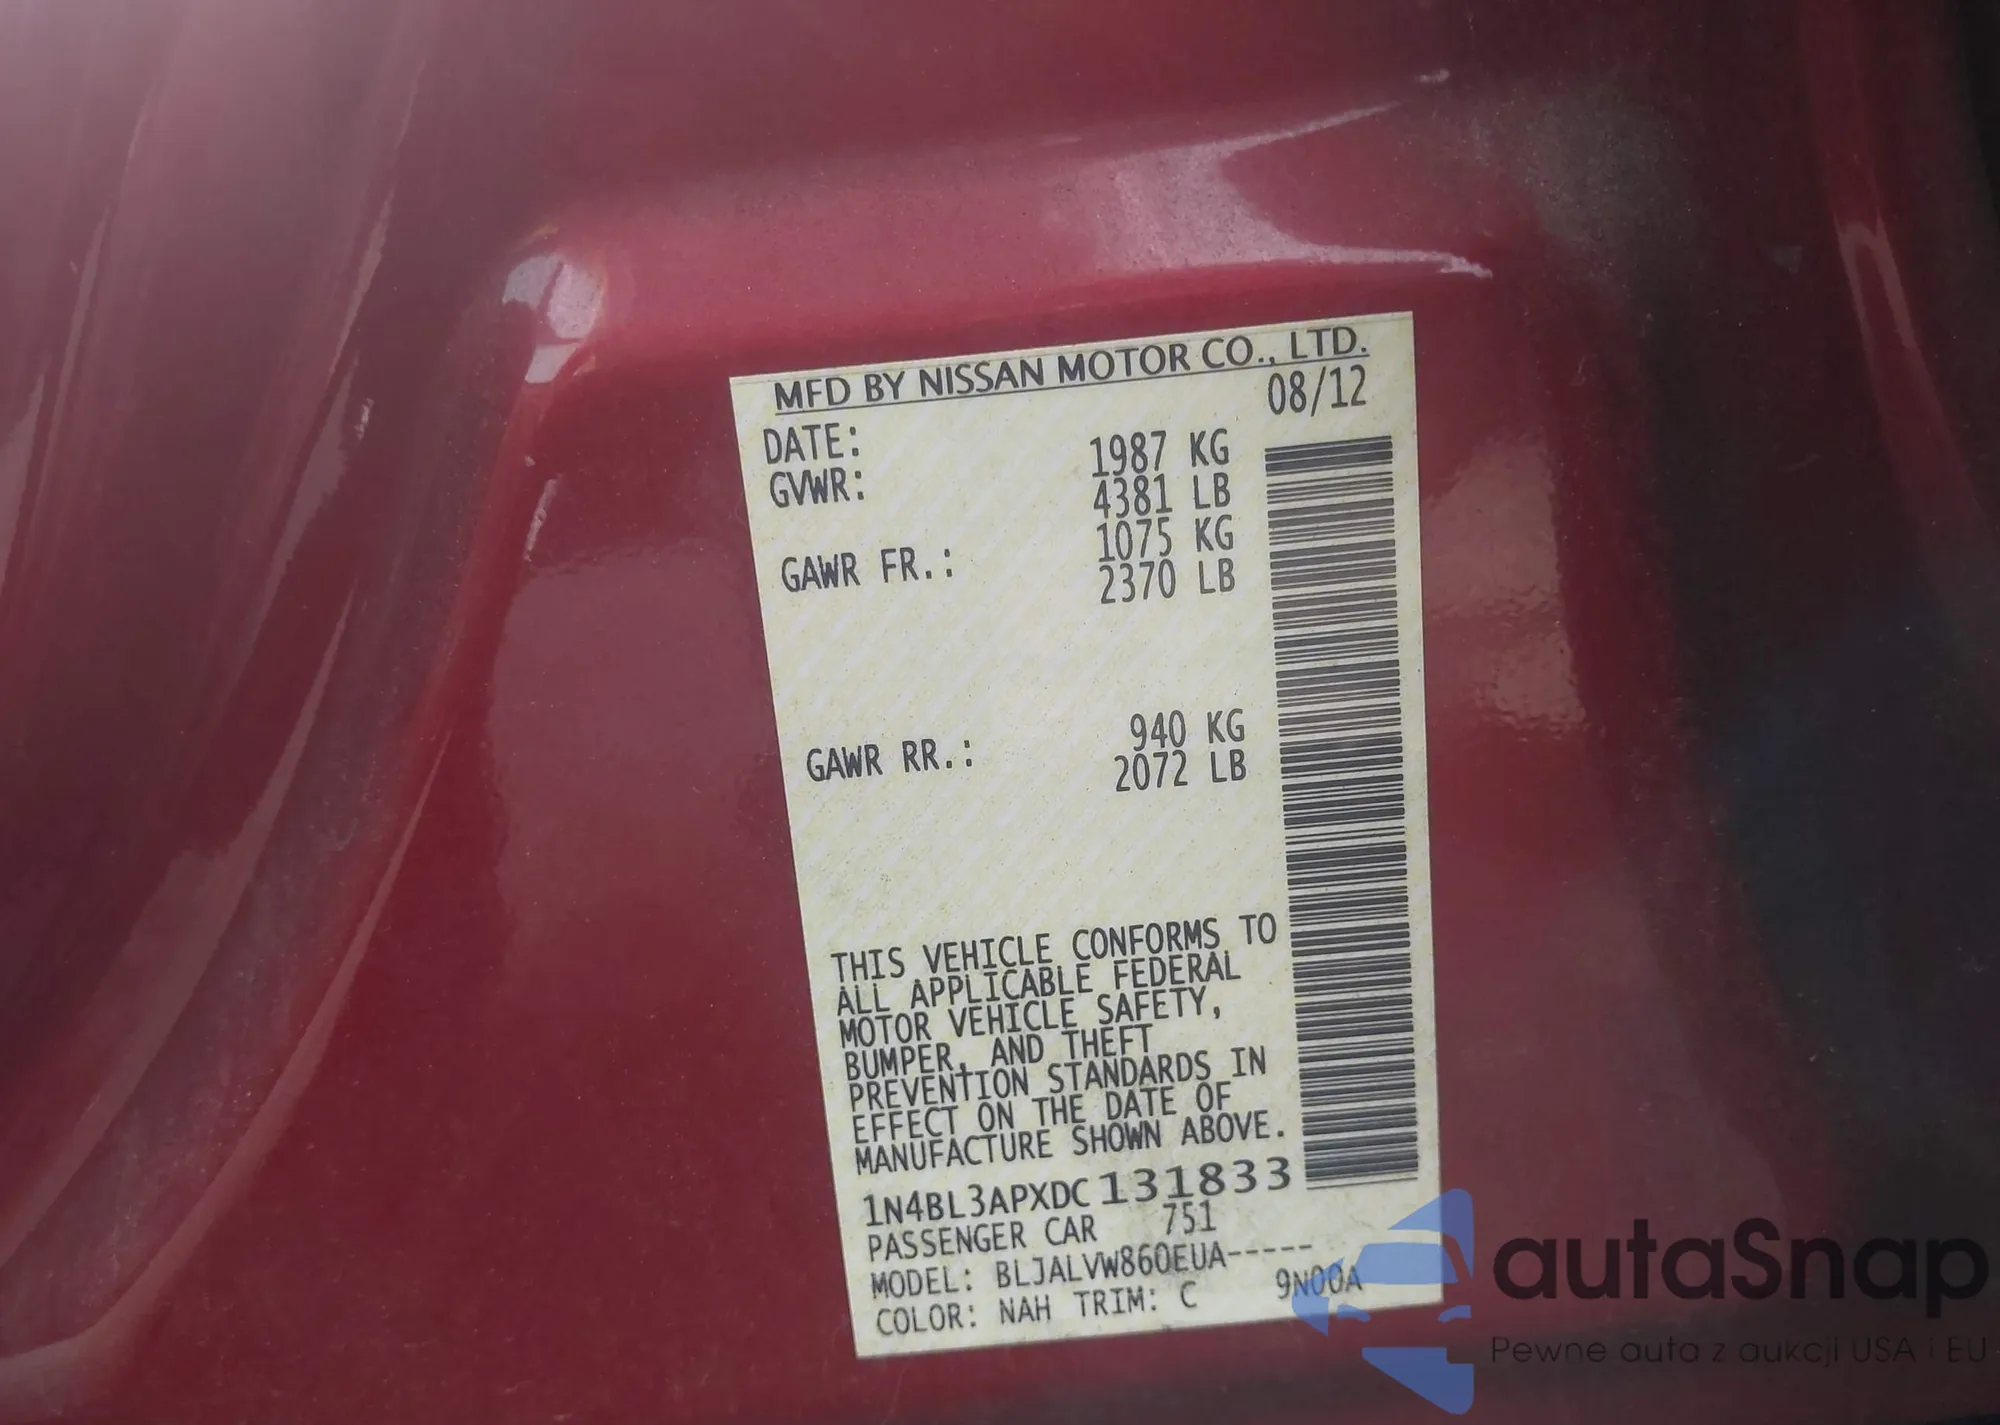 MFD BY NISSAN MOTOR CO., LTD.
DATE: 08/12
GVWR: 1987 KG
4381 LB
GAWR FR.: 1075 KG
2370 LB
GAWR RR.: 940 KG
2072 LB
THIS VEHICLE CONFORMS TO
ALL APPLICABLE FEDERAL
MOTOR VEHICLE SAFETY,
BUMPER, AND THEFT
PREVENTION STANDARDS IN
EFFECT ON THE DATE OF
MANUFACTURE SHOWN ABOVE.
1N4BL3APXDC131833
PASSENGER CAR 751
MODEL: BLJALVW860EUA-----
COLOR: NAH TRIM: C 9N00A
autaSnap
Pewne auta z aukcji USA i EU